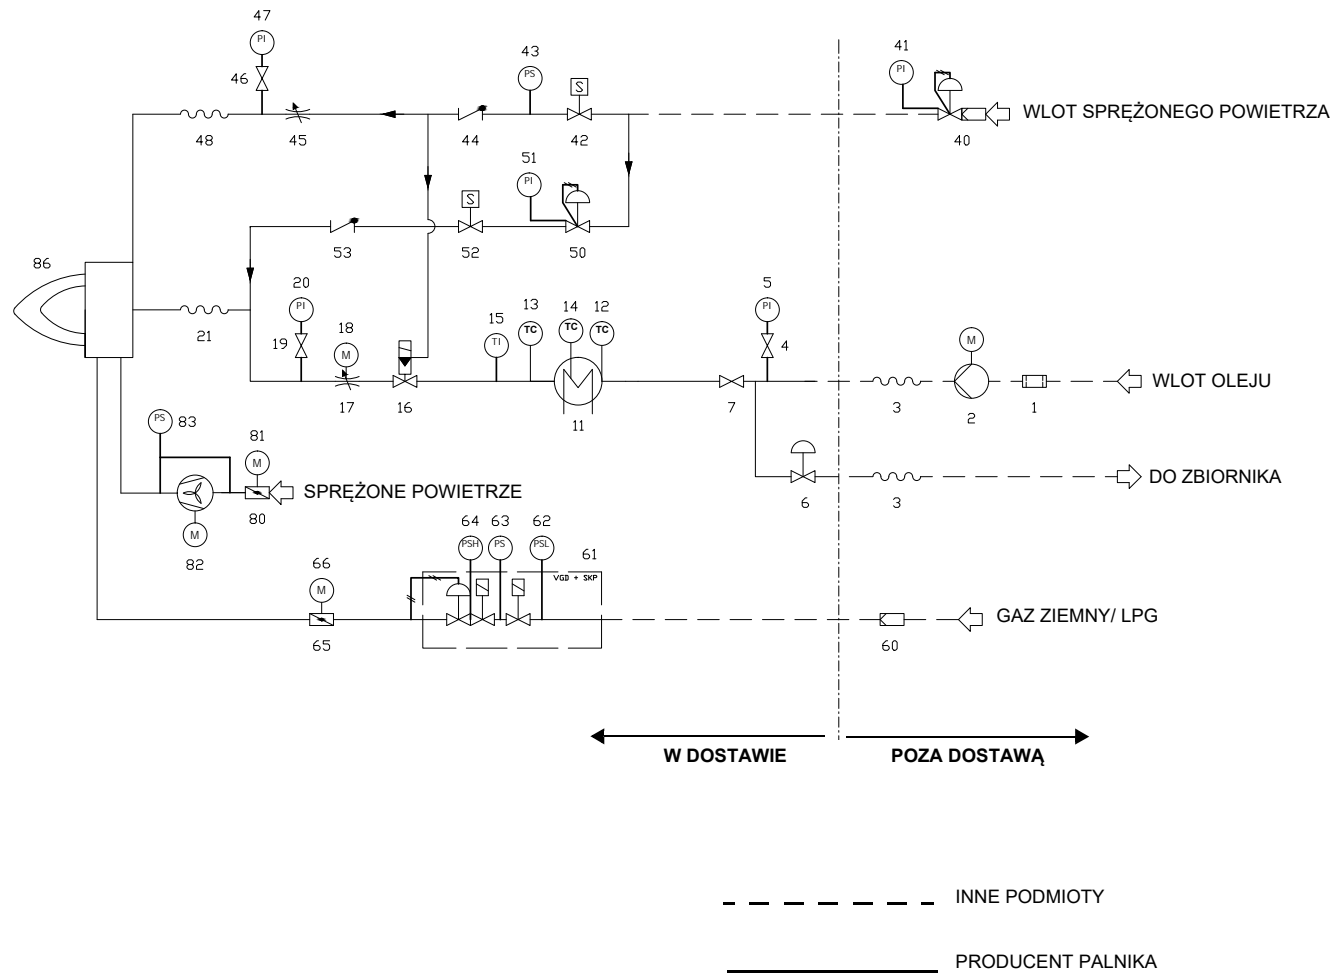 47
PI
46
48
45
44
43
PS
S
42
41
PI
40
WLOT SPRĘŻONEGO POWIETRZA
51
PI
S
53
52
50
86
21
20
PI
19
18
M
17
16
15
TI
13
TC
14
TC
12
TC
11
5
PI
4
7
3
M
2
1
WLOT OLEJU
6
3
DO ZBIORNIKA
PS
83
81
M
80
SPRĘŻONE POWIETRZE
M
82
64
PSH
63
PS
62
PSL
61
VGD + SKP
66
M
65
60
GAZ ZIEMNY/ LPG
W DOSTAWIE
POZA DOSTAWĄ
INNE PODMIOTY
PRODUCENT PALNIKA